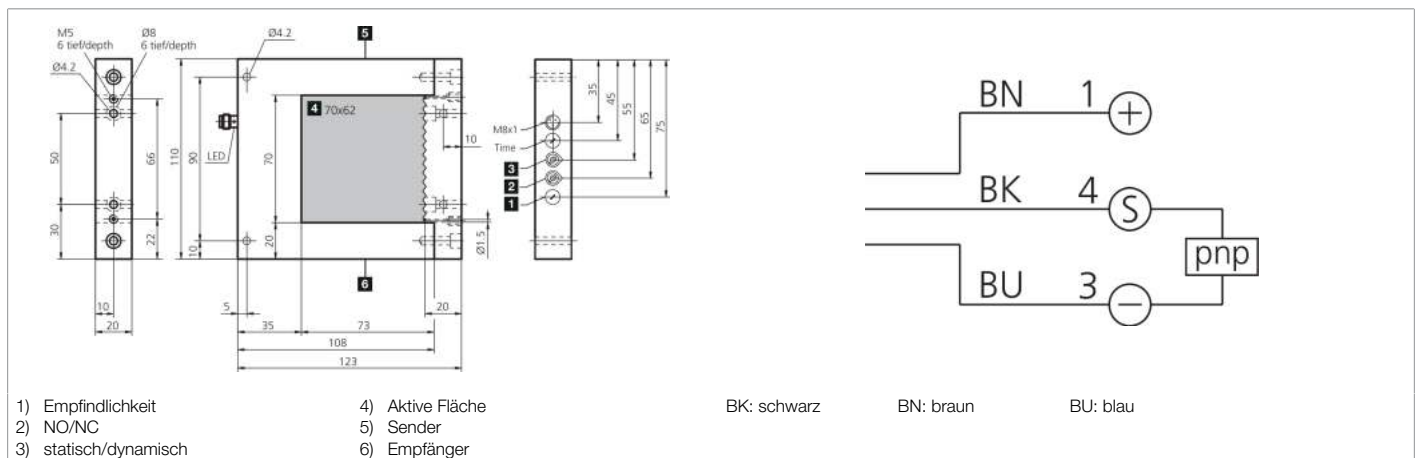 M5
6 tief/depth
Ø8
6 tief/depth
Ø4.2
50
30
66
22
10
20
Ø4.2
5
110
90
10
LED
4 70x62
70
20
10
Ø1.5
6
5
35
73
20
108
123
35
45
55
65
75
M8x1
Time
3
2
1
BN 1 +
BK 4 S
pnp
BU 3 −
1) Empfindlichkeit
2) NO/NC
3) statisch/dynamisch
4) Aktive Fläche
5) Sender
6) Empfänger
BK: schwarz BN: braun BU: blau